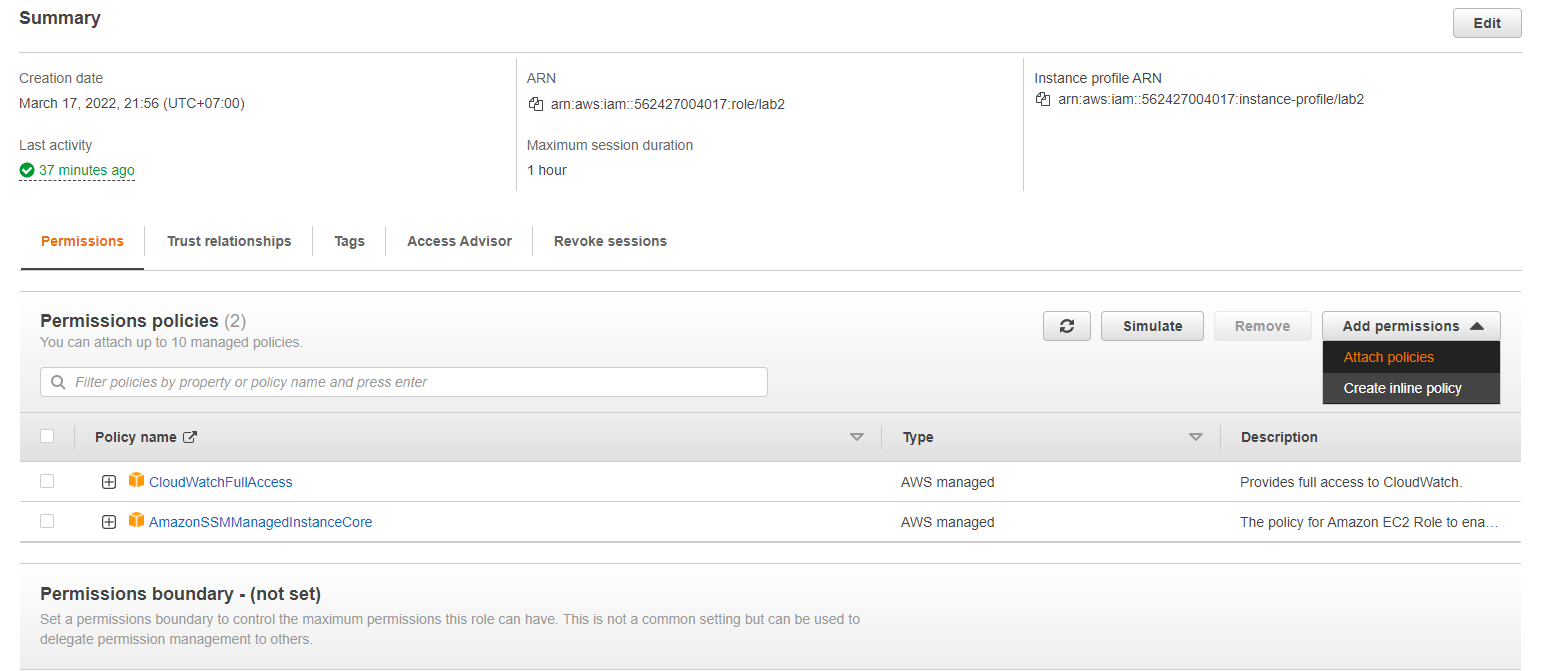 Summary
Edit
Creation date
March 17, 2022, 21:56 (UTC+07:00)
Last activity
37 minutes ago
ARN
arn:aws:iam::562427004017:role/lab2
Maximum session duration
1 hour
Instance profile ARN
arn:aws:iam::562427004017:instance-profile/lab2
Permissions Trust relationships Tags Access Advisor Revoke sessions
Permissions policies (2)
You can attach up to 10 managed policies.
Simulate Remove Add permissions
Attach policies
Create inline policy
Filter policies by property or policy name and press enter
Policy name Type Description
CloudWatchFullAccess AWS managed Provides full access to CloudWatch.
AmazonSSMManagedInstanceCore AWS managed The policy for Amazon EC2 Role to ena…
Permissions boundary - (not set)
Set a permissions boundary to control the maximum permissions this role can have. This is not a common setting but can be used to
delegate permission management to others.